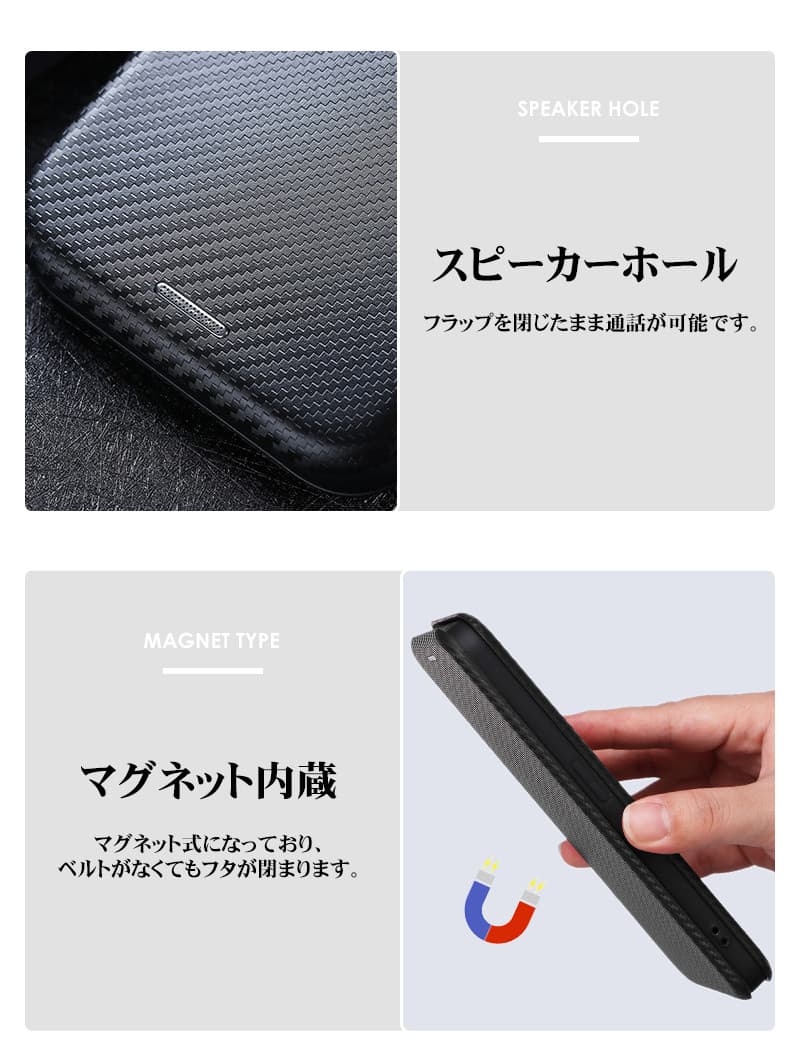 SPEAKER HOLE
スピーカーホール
フラップを閉じたまま通話が可能です。
MAGNET TYPE
マグネット内蔵
マグネット式になっており、
ベルトがなくてもフタが閉まります。